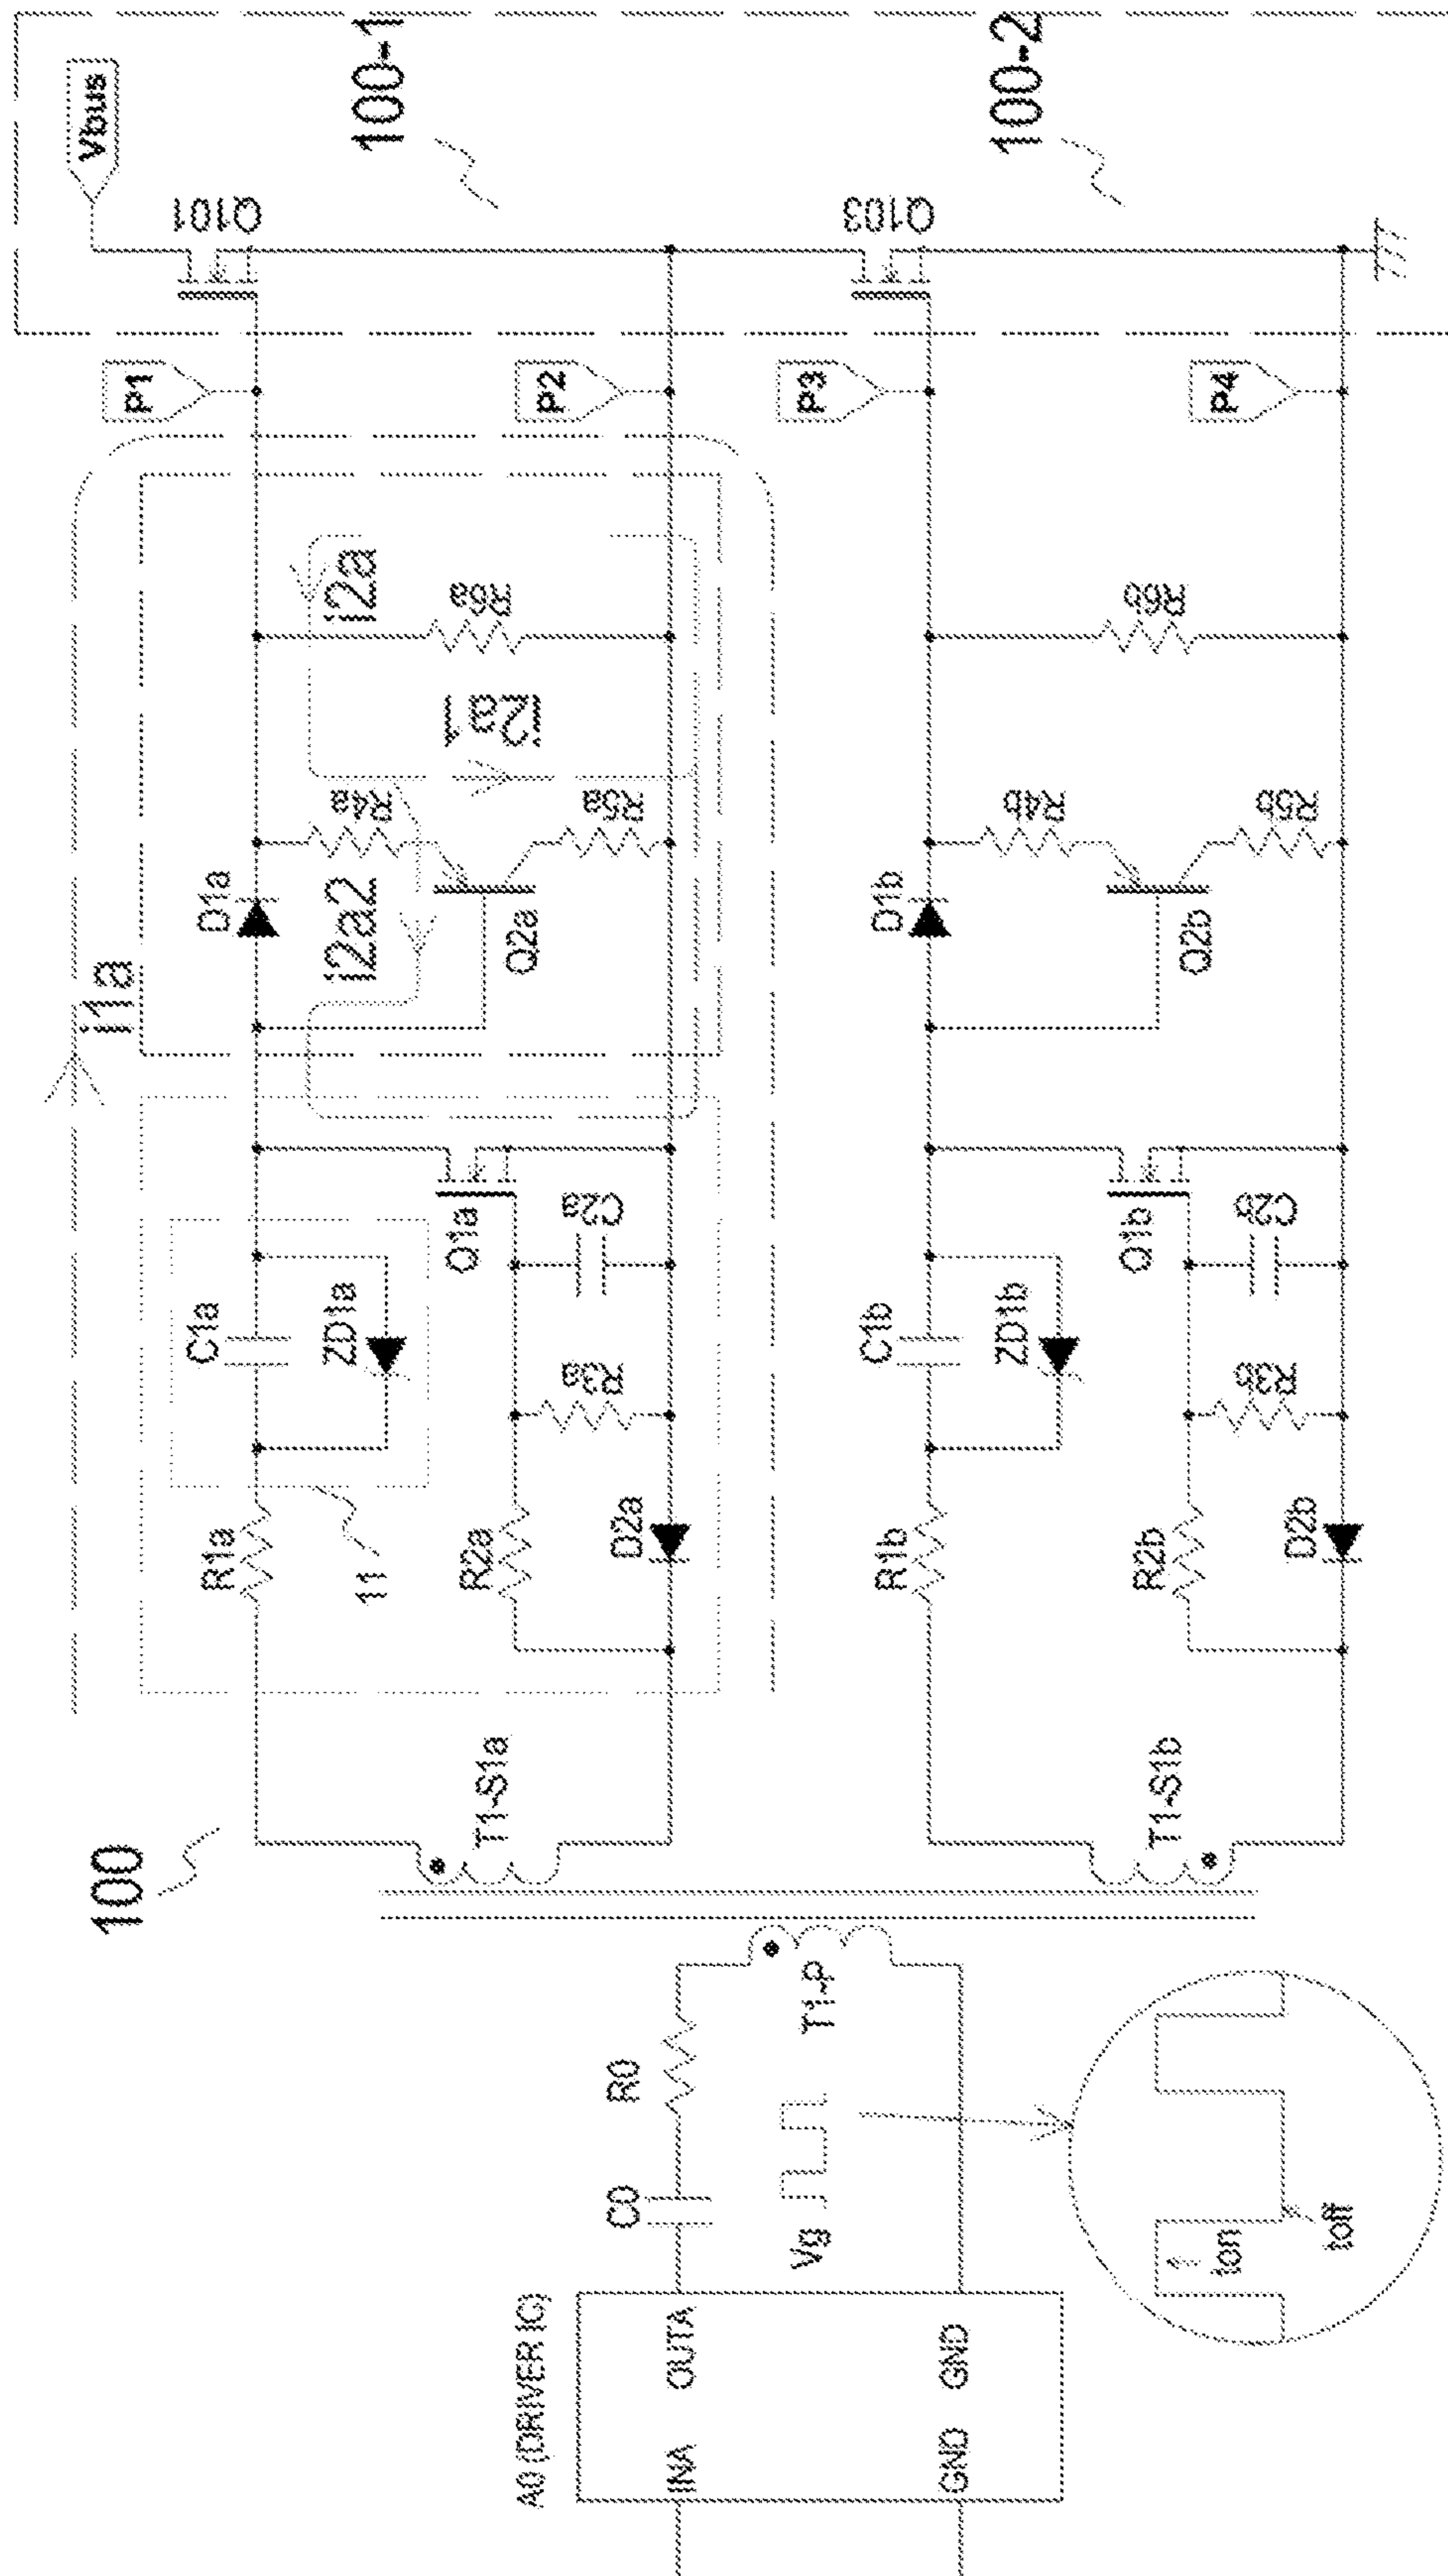 Vbus
100-1
100-2
Q101
Q103
P1
P2
P3
P4
i1a
i2a
R6a
i2a1
R4a
R5a
D1a
i2a2
Q2a
R6b
R4b
R5b
D1b
Q2b
C1a
ZD1a
Q1a
C2a
R3a
R1a
11
R2a
D2a
C1b
ZD1b
Q1b
C2b
R3b
R1b
R2b
D2b
100
T1-S1a
T1-S1b
T1-P
R0
C0
Vg
ton
toff
A0 (DRIVER IC)
INA
OUTA
GND
GND